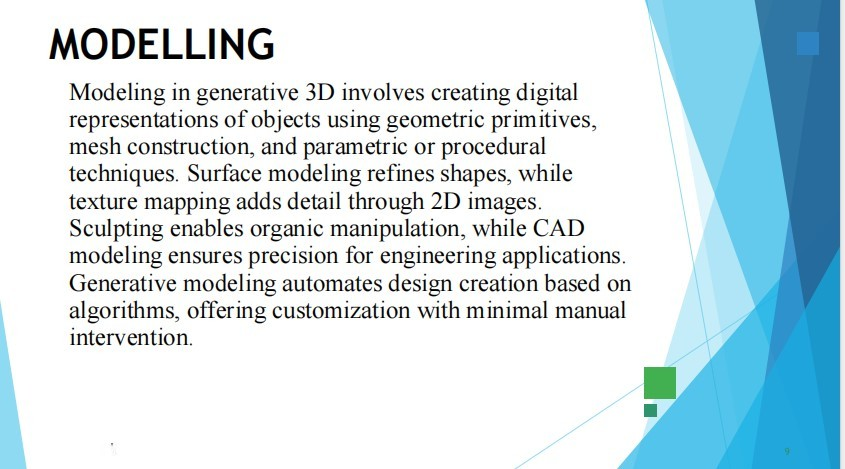 MODELLING
Modeling in generative 3D involves creating digital
representations of objects using geometric primitives,
mesh construction, and parametric or procedural
techniques. Surface modeling refines shapes, while
texture mapping adds detail through 2D images.
Sculpting enables organic manipulation, while CAD
modeling ensures precision for engineering applications.
Generative modeling automates design creation based on
algorithms, offering customization with minimal manual
intervention.